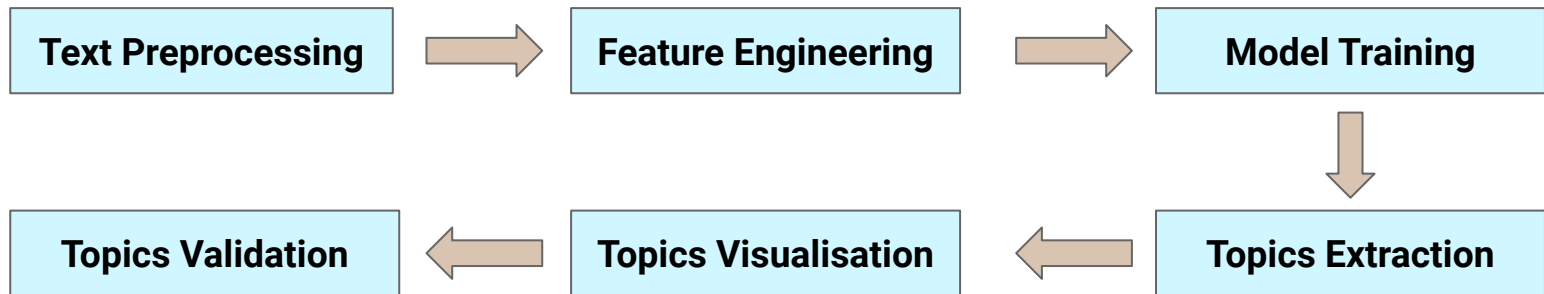 Text Preprocessing
Feature Engineering
Model Training
Topics Extraction
Topics Visualisation
Topics Validation